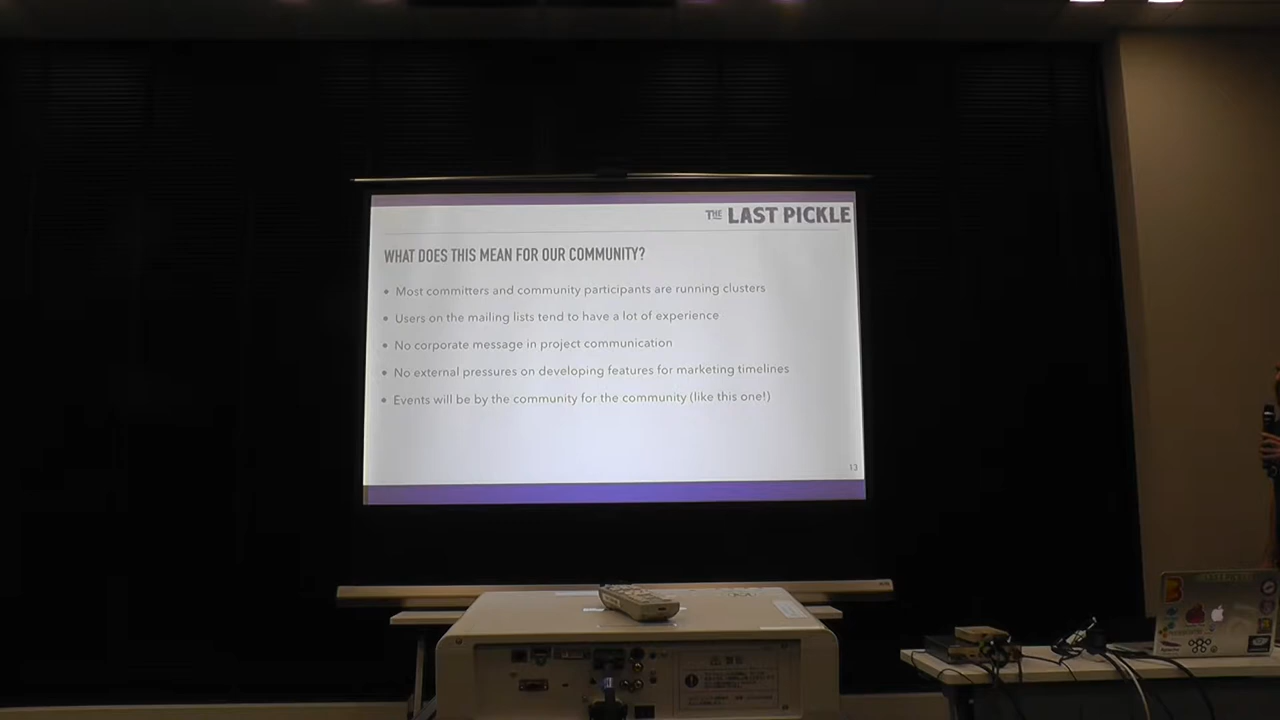 THE LAST PICKLE
WHAT DOES THIS MEAN FOR OUR COMMUNITY?
• Most committers and community participants are running clusters
• Users on the mailing lists tend to have a lot of experience
• No corporate message in project communication
• No external pressures on developing features for marketing timelines
• Events will be by the community for the community (like this one!)
13